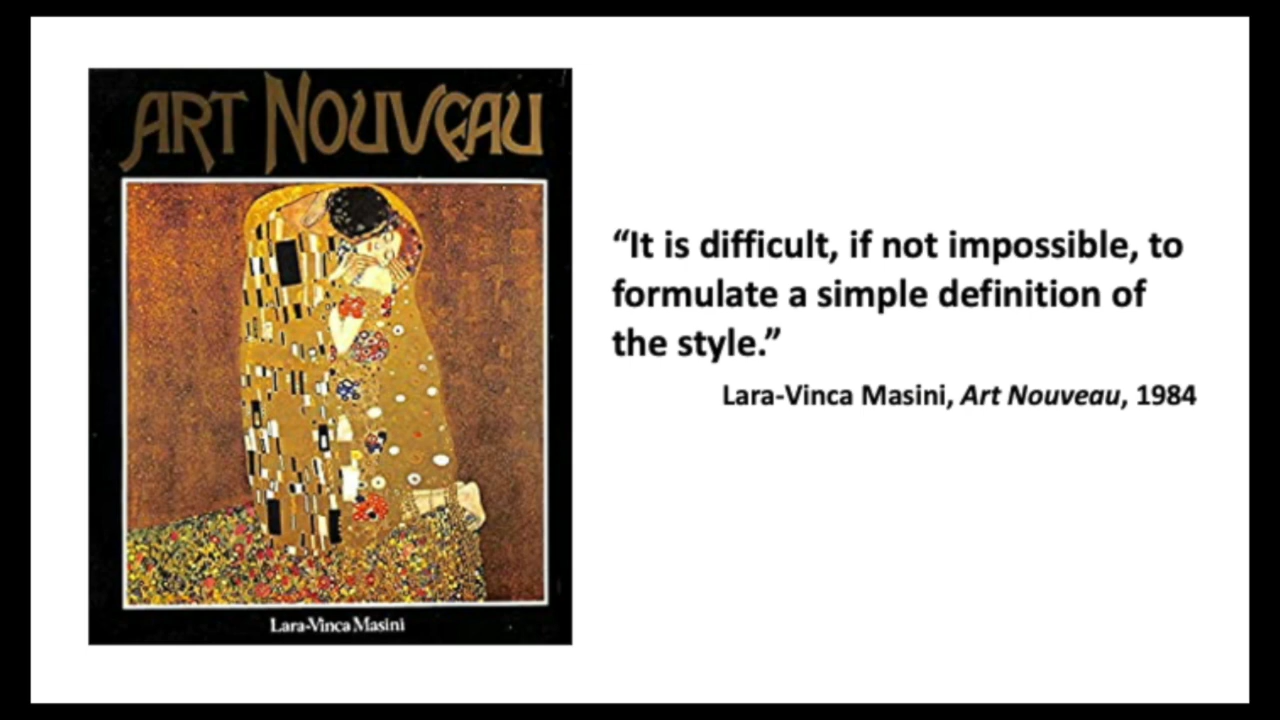 ART NOUVEAU
Lara-Vinca Masini
“It is difficult, if not impossible, to
formulate a simple definition of
the style.”
Lara-Vinca Masini, Art Nouveau, 1984